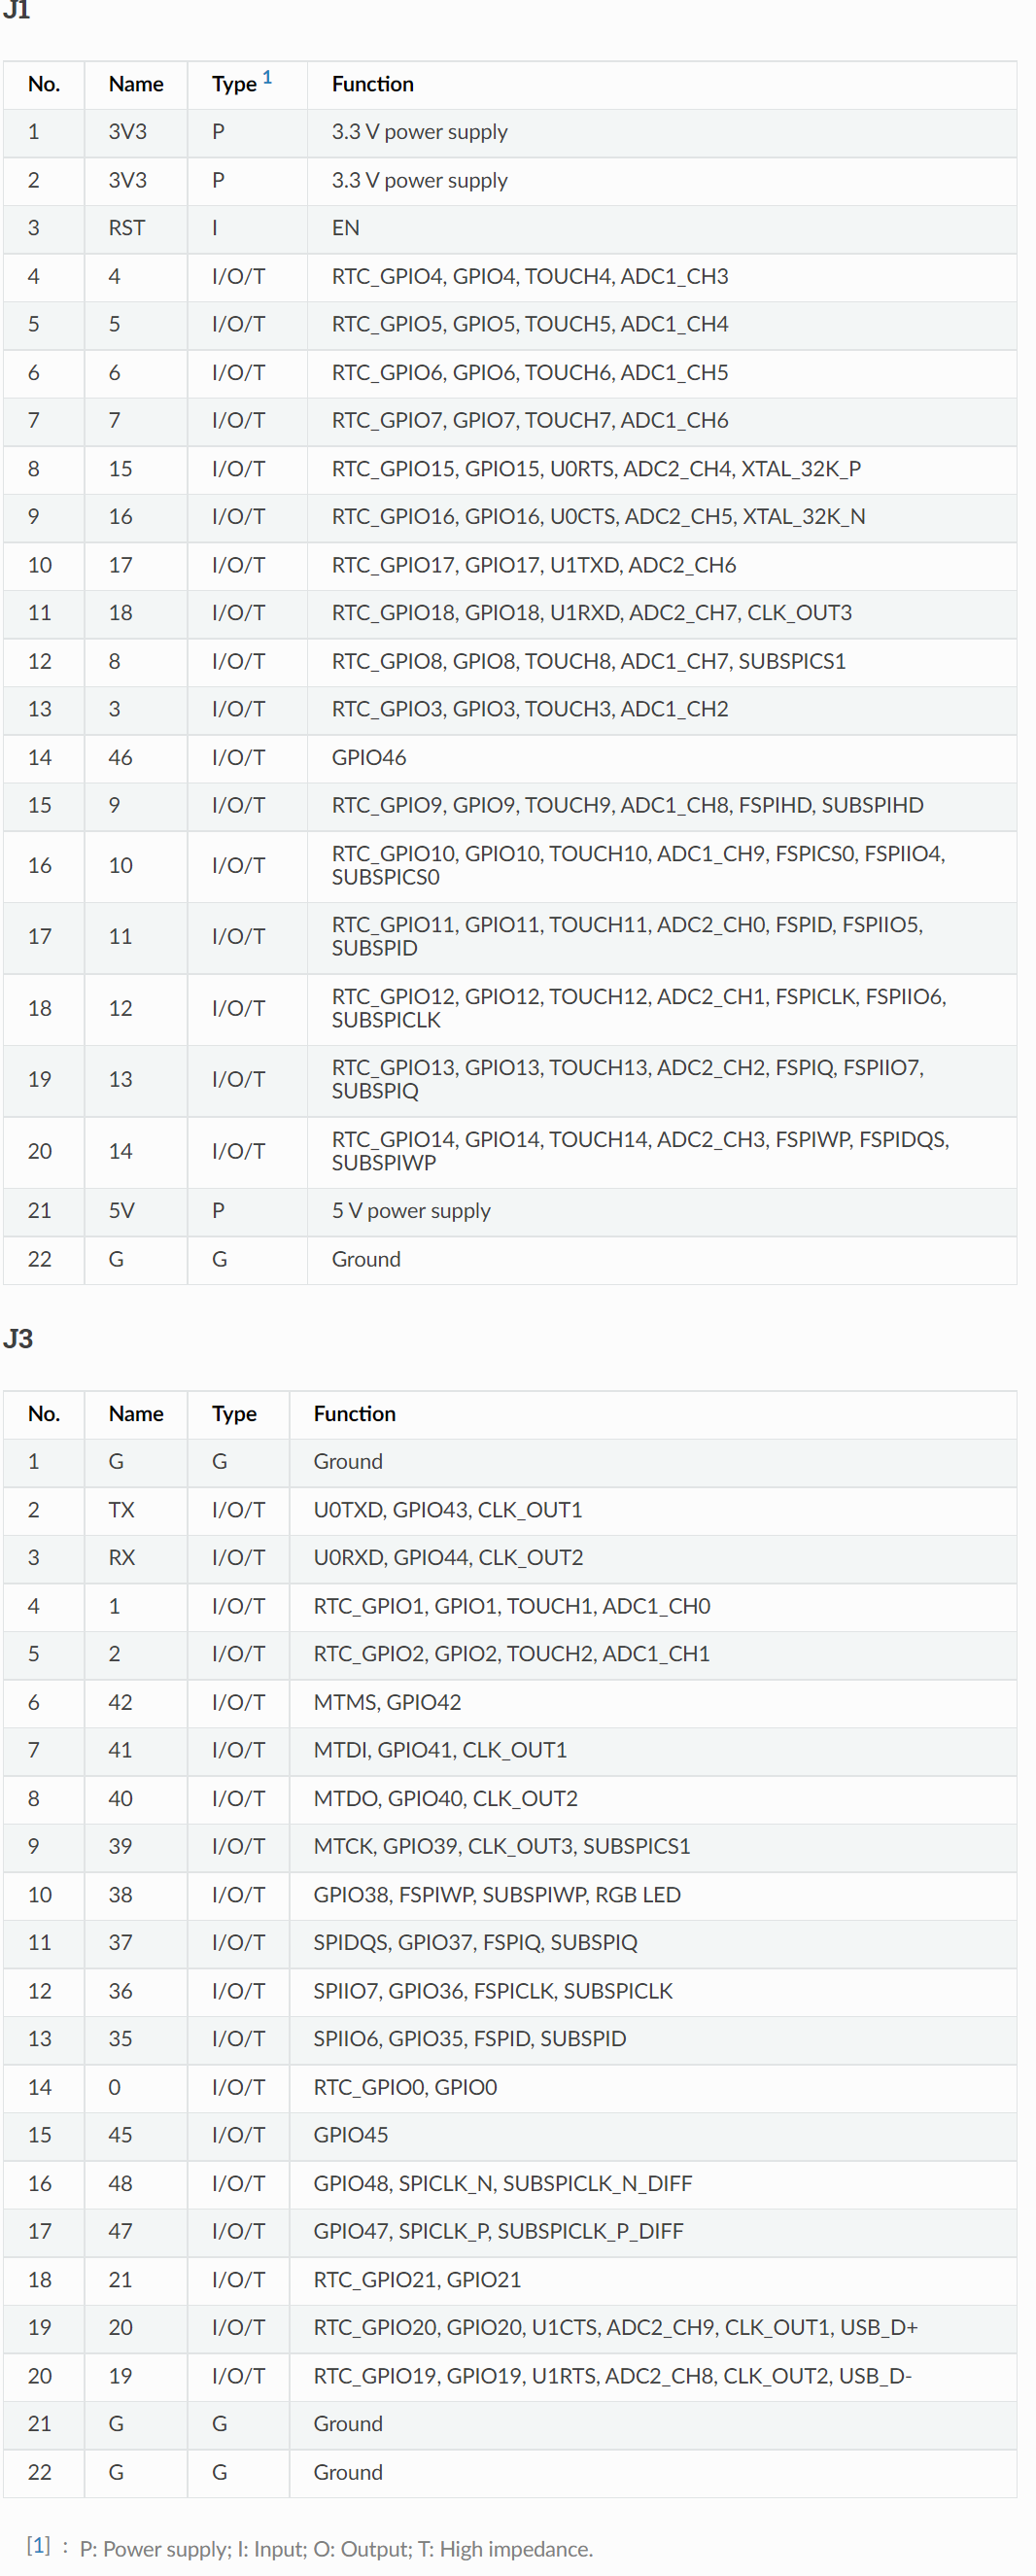 J1
No. Name Type 1 Function
1 3V3 P 3.3 V power supply
2 3V3 P 3.3 V power supply
3 RST I EN
4 4 I/O/T RTC_GPIO4, GPIO4, TOUCH4, ADC1_CH3
5 5 I/O/T RTC_GPIO5, GPIO5, TOUCH5, ADC1_CH4
6 6 I/O/T RTC_GPIO6, GPIO6, TOUCH6, ADC1_CH5
7 7 I/O/T RTC_GPIO7, GPIO7, TOUCH7, ADC1_CH6
8 15 I/O/T RTC_GPIO15, GPIO15, U0RTS, ADC2_CH4, XTAL_32K_P
9 16 I/O/T RTC_GPIO16, GPIO16, U0CTS, ADC2_CH5, XTAL_32K_N
10 17 I/O/T RTC_GPIO17, GPIO17, U1TXD, ADC2_CH6
11 18 I/O/T RTC_GPIO18, GPIO18, U1RXD, ADC2_CH7, CLK_OUT3
12 8 I/O/T RTC_GPIO8, GPIO8, TOUCH8, ADC1_CH7, SUBSPICS1
13 3 I/O/T RTC_GPIO3, GPIO3, TOUCH3, ADC1_CH2
14 46 I/O/T GPIO46
15 9 I/O/T RTC_GPIO9, GPIO9, TOUCH9, ADC1_CH8, FSPIHD, SUBSPIHD
16 10 I/O/T RTC_GPIO10, GPIO10, TOUCH10, ADC1_CH9, FSPICS0, FSPIIO4,
SUBSPICS0
17 11 I/O/T RTC_GPIO11, GPIO11, TOUCH11, ADC2_CH0, FSPID, FSPIIO5,
SUBSPID
18 12 I/O/T RTC_GPIO12, GPIO12, TOUCH12, ADC2_CH1, FSPICLK, FSPIIO6,
SUBSPICLK
19 13 I/O/T RTC_GPIO13, GPIO13, TOUCH13, ADC2_CH2, FSPIQ, FSPIIO7,
SUBSPIQ
20 14 I/O/T RTC_GPIO14, GPIO14, TOUCH14, ADC2_CH3, FSPIWP, FSPIDQS,
SUBSPIWP
21 5V P 5 V power supply
22 G G Ground
J3
No. Name Type Function
1 G G Ground
2 TX I/O/T U0TXD, GPIO43, CLK_OUT1
3 RX I/O/T U0RXD, GPIO44, CLK_OUT2
4 1 I/O/T RTC_GPIO1, GPIO1, TOUCH1, ADC1_CH0
5 2 I/O/T RTC_GPIO2, GPIO2, TOUCH2, ADC1_CH1
6 42 I/O/T MTMS, GPIO42
7 41 I/O/T MTDI, GPIO41, CLK_OUT1
8 40 I/O/T MTDO, GPIO40, CLK_OUT2
9 39 I/O/T MTCK, GPIO39, CLK_OUT3, SUBSPICS1
10 38 I/O/T GPIO38, FSPIWP, SUBSPIWP, RGB LED
11 37 I/O/T SPIDQS, GPIO37, FSPIQ, SUBSPIQ
12 36 I/O/T SPIIO7, GPIO36, FSPICLK, SUBSPICLK
13 35 I/O/T SPIIO6, GPIO35, FSPID, SUBSPID
14 0 I/O/T RTC_GPIO0, GPIO0
15 45 I/O/T GPIO45
16 48 I/O/T GPIO48, SPICLK_N, SUBSPICLK_N_DIFF
17 47 I/O/T GPIO47, SPICLK_P, SUBSPICLK_P_DIFF
18 21 I/O/T RTC_GPIO21, GPIO21
19 20 I/O/T RTC_GPIO20, GPIO20, U1CTS, ADC2_CH9, CLK_OUT1, USB_D+
20 19 I/O/T RTC_GPIO19, GPIO19, U1RTS, ADC2_CH8, CLK_OUT2, USB_D-
21 G G Ground
22 G G Ground
[1] : P: Power supply; I: Input; O: Output; T: High impedance.